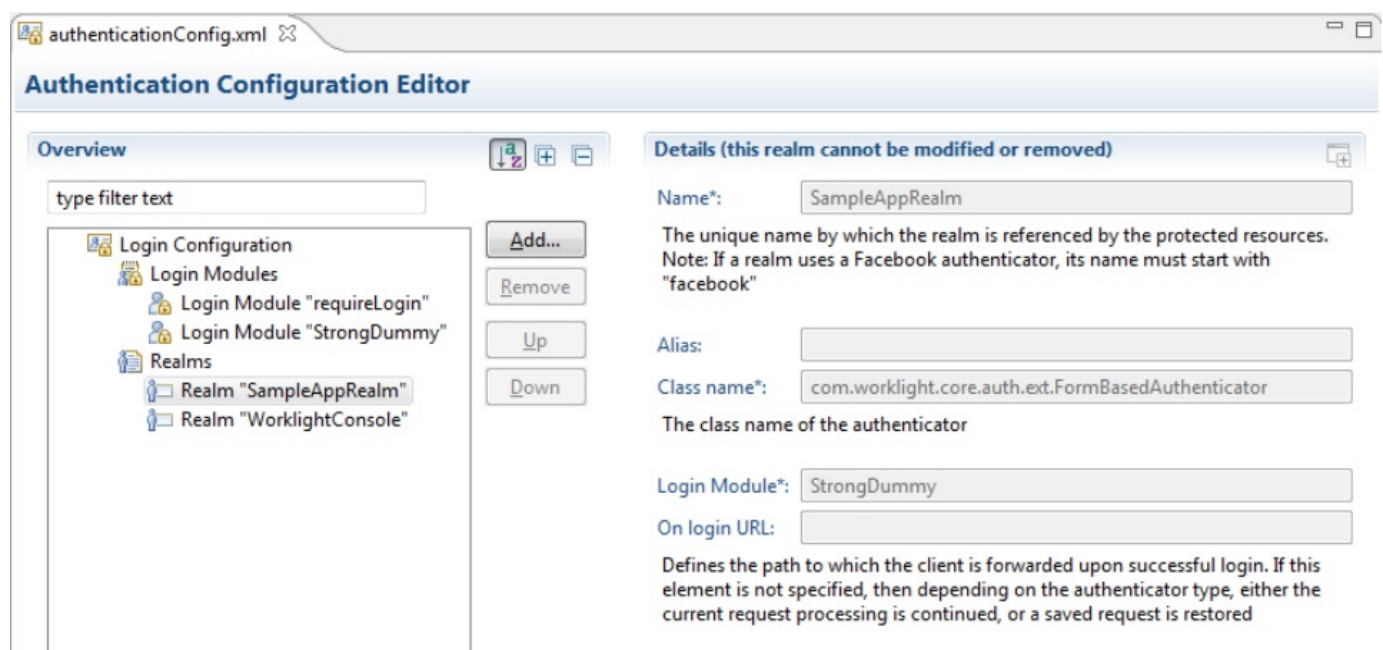 authenticationConfig.xml
Authentication Configuration Editor
Overview
type filter text
Login Configuration
Login Modules
Login Module "requireLogin"
Login Module "StrongDummy"
Realms
Realm "SampleAppRealm"
Realm "WorklightConsole"
Add...
Remove
Up
Down
Details (this realm cannot be modified or removed)
Name*: SampleAppRealm
The unique name by which the realm is referenced by the protected resources.
Note: If a realm uses a Facebook authenticator, its name must start with
"facebook"
Alias:
Class name*: com.worklight.core.auth.ext.FormBasedAuthenticator
The class name of the authenticator
Login Module*: StrongDummy
On login URL:
Defines the path to which the client is forwarded upon successful login. If this
element is not specified, then depending on the authenticator type, either the
current request processing is continued, or a saved request is restored